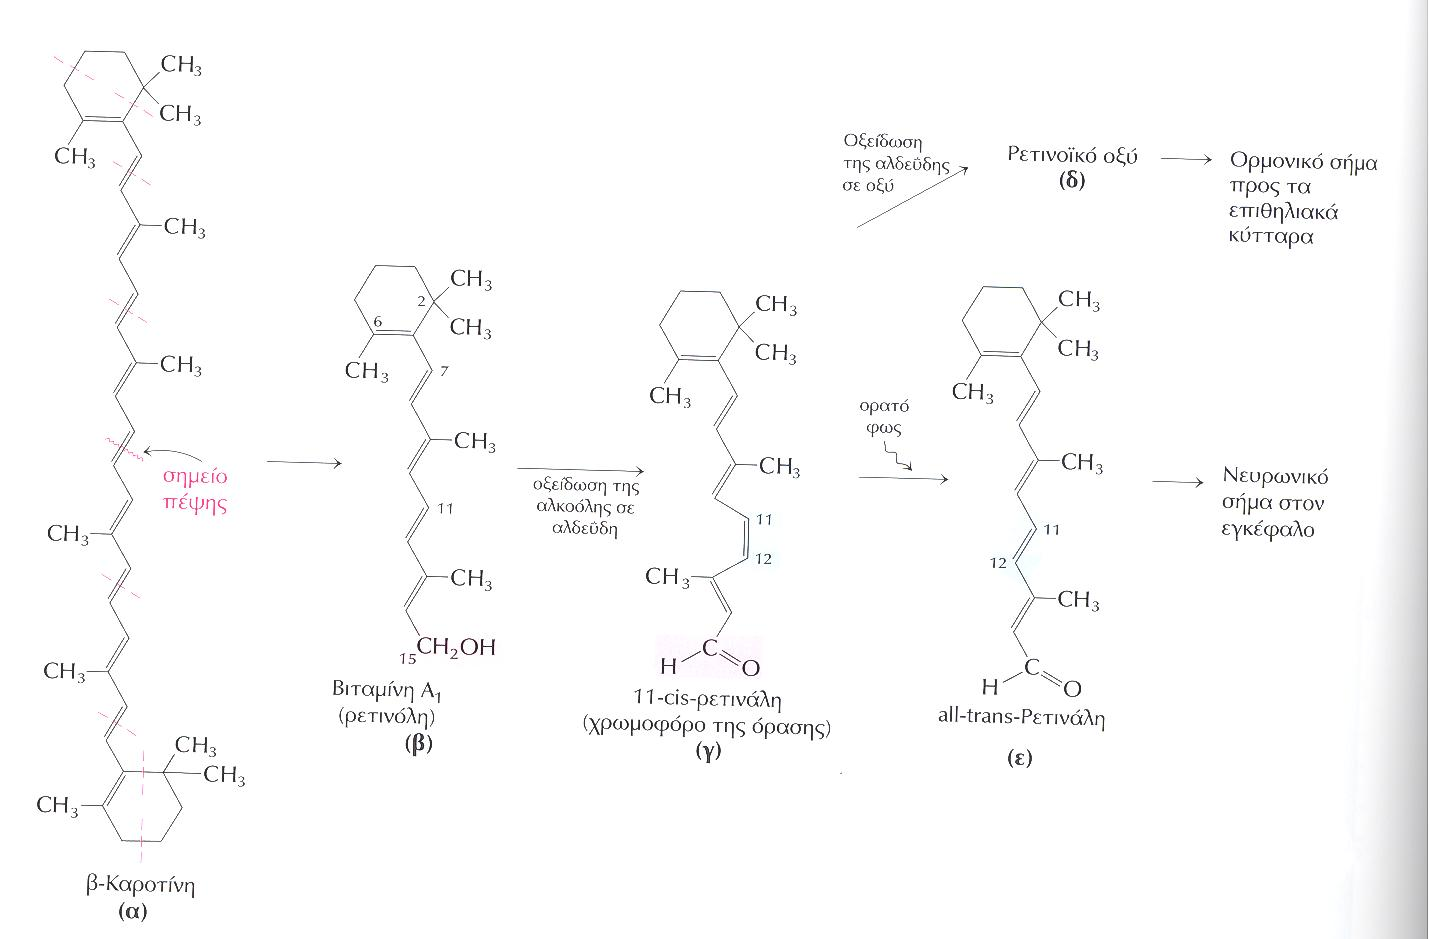 CH₃
CH₃
CH₃
CH₃
CH₃
σημείο
πέψης
CH₃
CH₃
CH₃
CH₃
CH₃
β-Καροτίνη
(α)
CH₃
2
CH₃
6
CH₃
7
CH₃
11
CH₃
15
CH₂OH
Βιταμίνη A₁
(ρετινόλη)
(β)
οξείδωση της
αλκοόλης σε
αλδεΰδη
CH₃
CH₃
CH₃
CH₃
11
12
CH₃
H
C
O
11-cis-ρετινάλη
(χρωμοφόρο της όρασης)
(γ)
Οξείδωση
της αλδεΰδης
σε οξύ
Ρετινοϊκό οξύ
(δ)
Ορμονικό σήμα
προς τα
επιθηλιακά
κύτταρα
ορατό
φως
CH₃
CH₃
CH₃
CH₃
11
12
CH₃
H
C
O
all-trans-Ρετινάλη
(ε)
Νευρωνικό
σήμα στον
εγκέφαλο